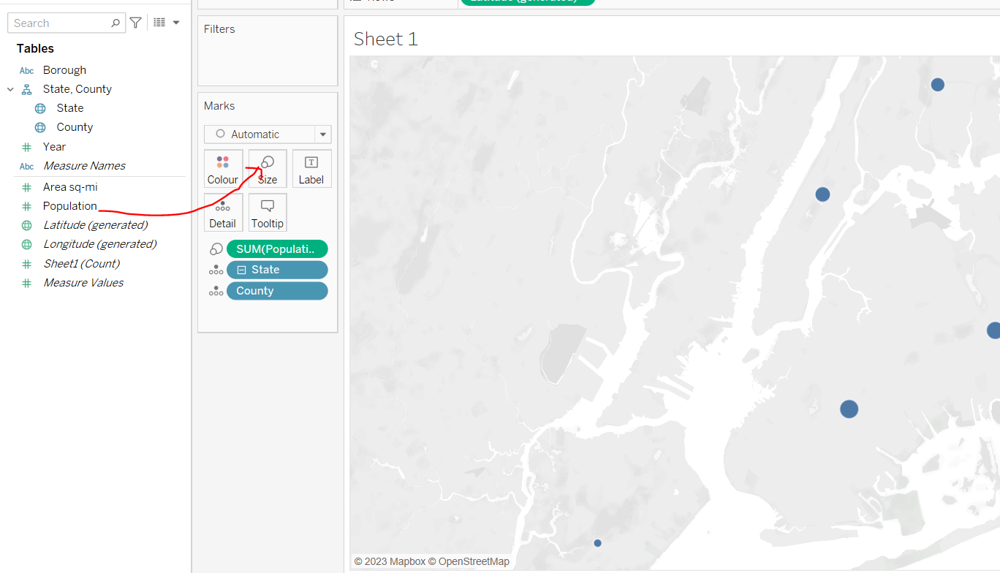 Search
Tables
Abc Borough
State, County
State
County
Year
Abc Measure Names
Area sq-mi
Population
Latitude (generated)
Longitude (generated)
Sheet1 (Count)
Measure Values
Filters
Marks
Automatic
Colour
Size
T
Label
Detail
Tooltip
SUM(Populati..
State
County
Sheet 1
© 2023 Mapbox © OpenStreetMap